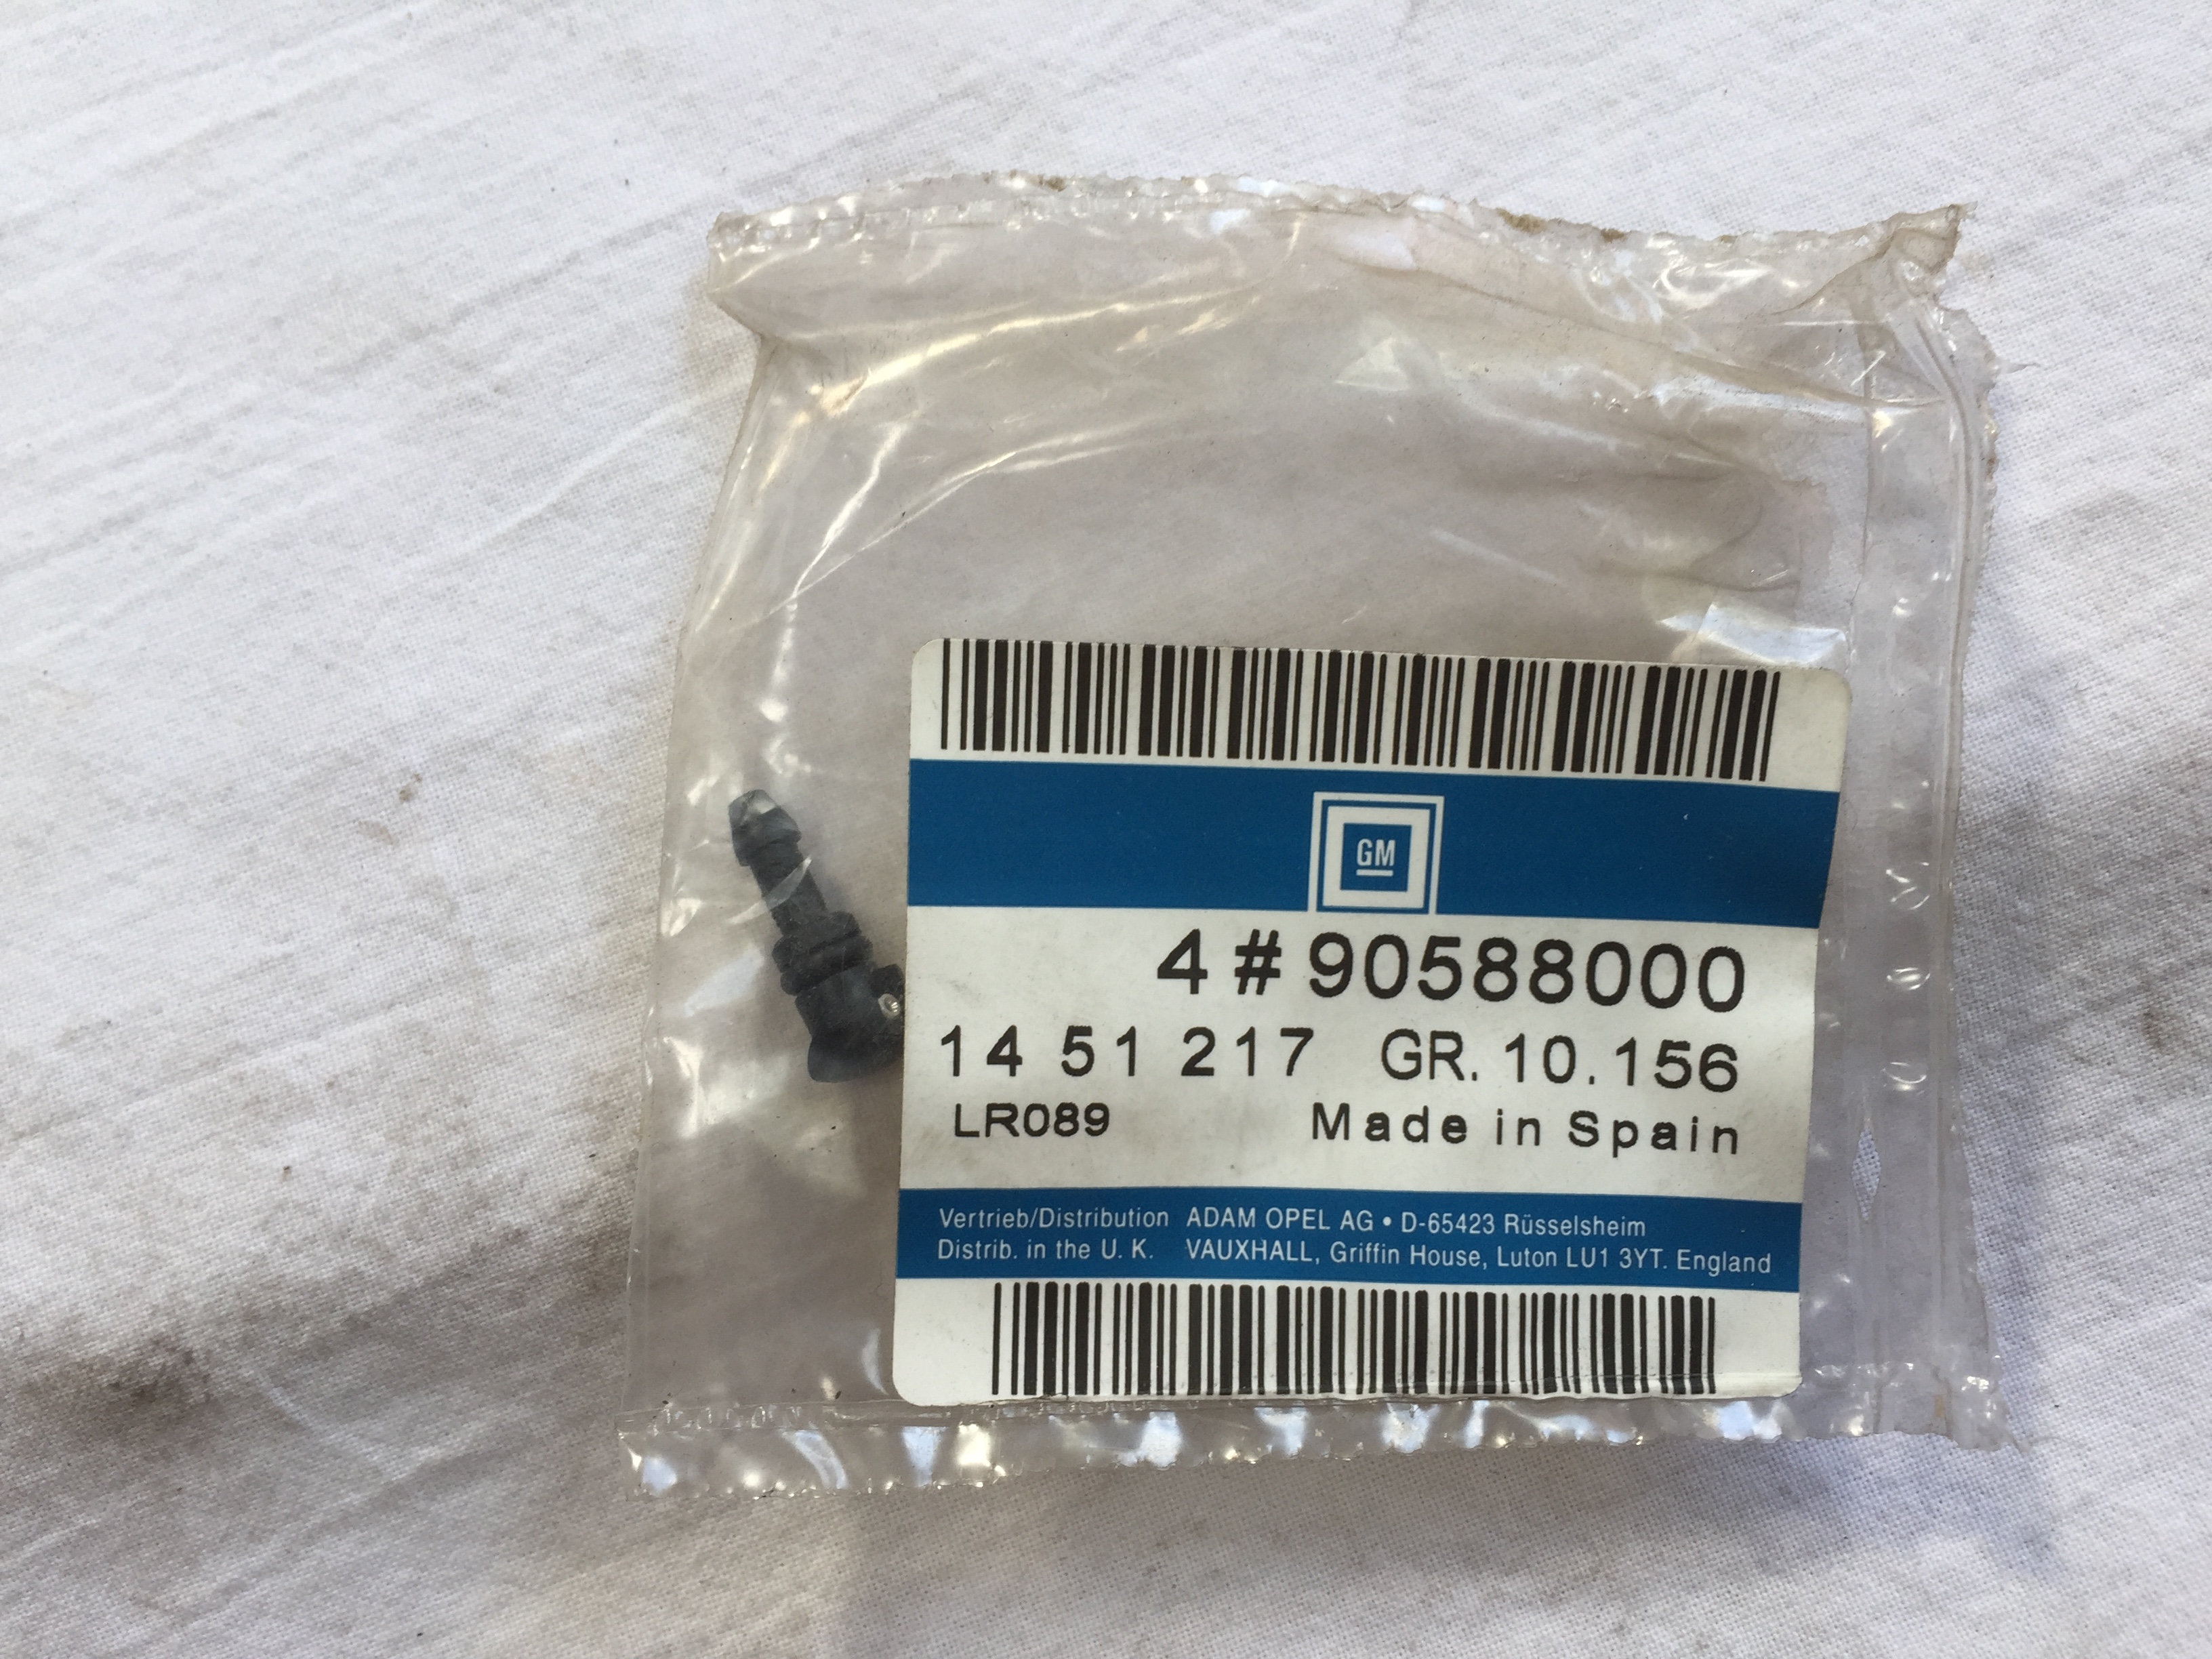 GM
4 # 90588000
14 51 217 GR. 10.156
LR089 Made in Spain
Vertrieb/Distribution ADAM OPEL AG • D-65423 Rüsselsheim
Distrib. in the U. K. VAUXHALL, Griffin House, Luton LU1 3YT. England